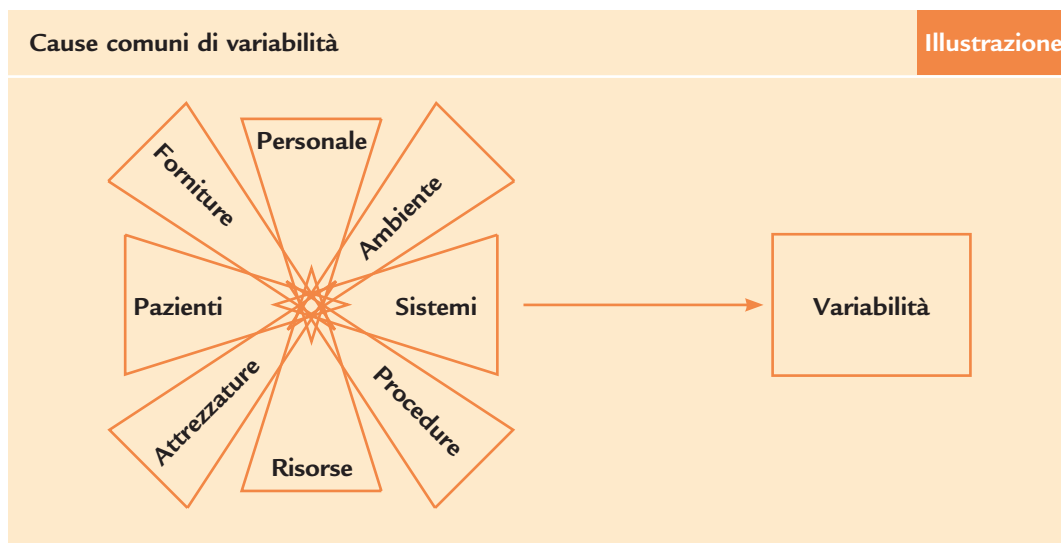 Cause comuni di variabilità
Illustrazione
Personale
Forniture
Ambiente
Pazienti
Sistemi
Variabilità
Attrezzature
Procedure
Risorse